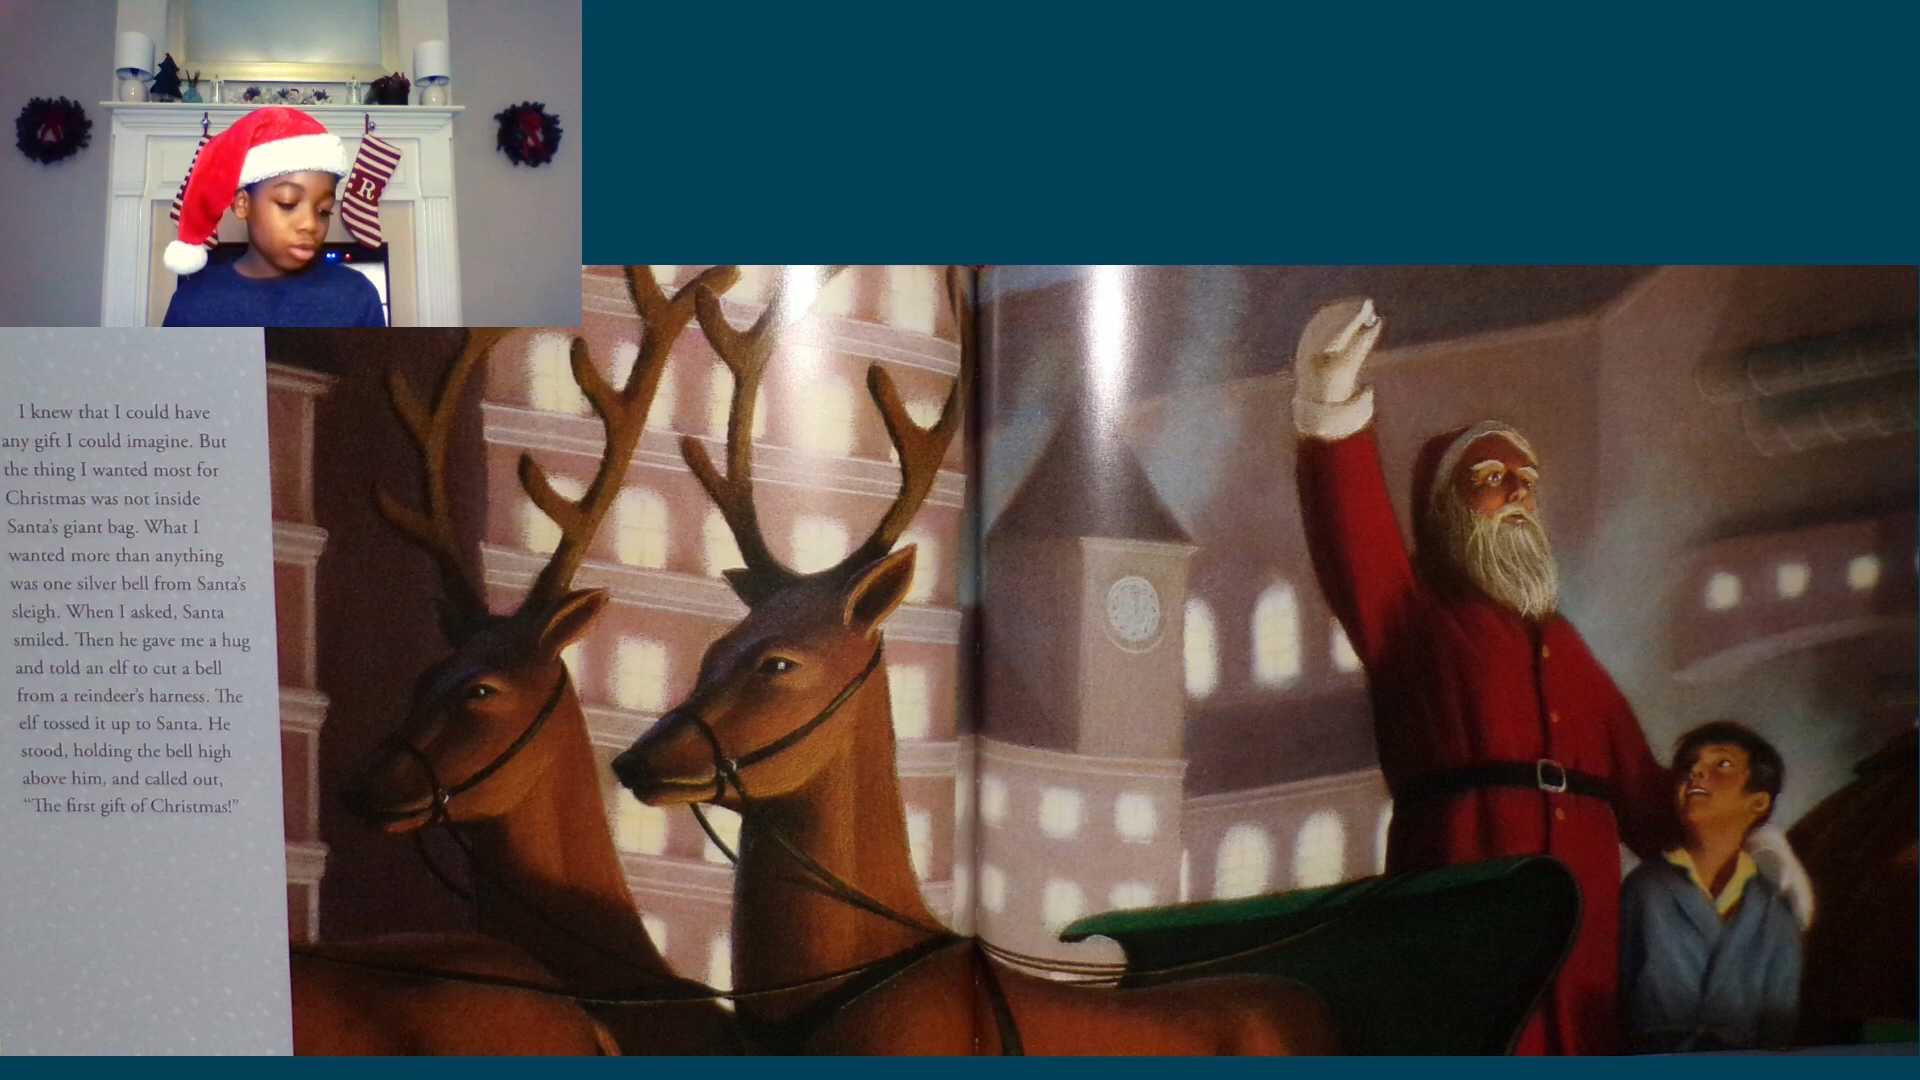 R
I knew that I could have
any gift I could imagine. But
the thing I wanted most for
Christmas was not inside
Santa's giant bag. What I
wanted more than anything
was one silver bell from Santa's
sleigh. When I asked, Santa
smiled. Then he gave me a hug
and told an elf to cut a bell
from a reindeer's harness. The
elf tossed it up to Santa. He
stood, holding the bell high
above him, and called out,
“The first gift of Christmas!”